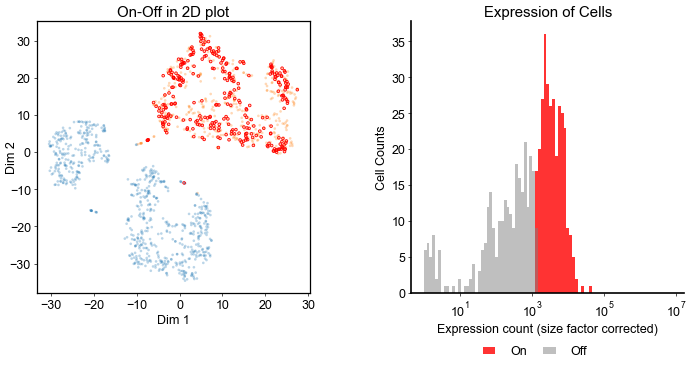 On-Off in 2D plot
30
20
10
0
−10
−20
−30
Dim 2
−30 −20 −10 0 10 20 30
Dim 1
Expression of Cells
35
30
25
20
15
10
5
0
Cell Counts
10^1 10^3 10^5 10^7
Expression count (size factor corrected)
On Off